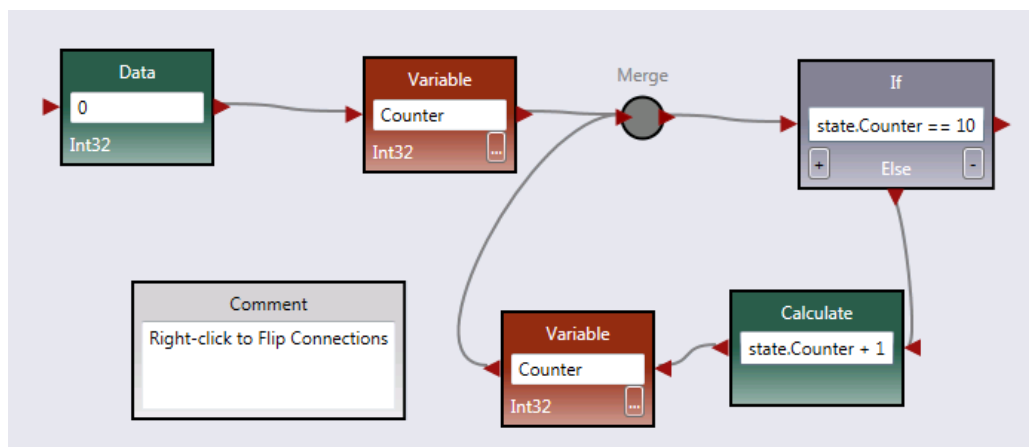 Data
0
Int32
Variable
Counter
Int32
...
Merge
If
state.Counter == 10
+
Else
-
Comment
Right-click to Flip Connections
Variable
Counter
Int32
...
Calculate
state.Counter + 1